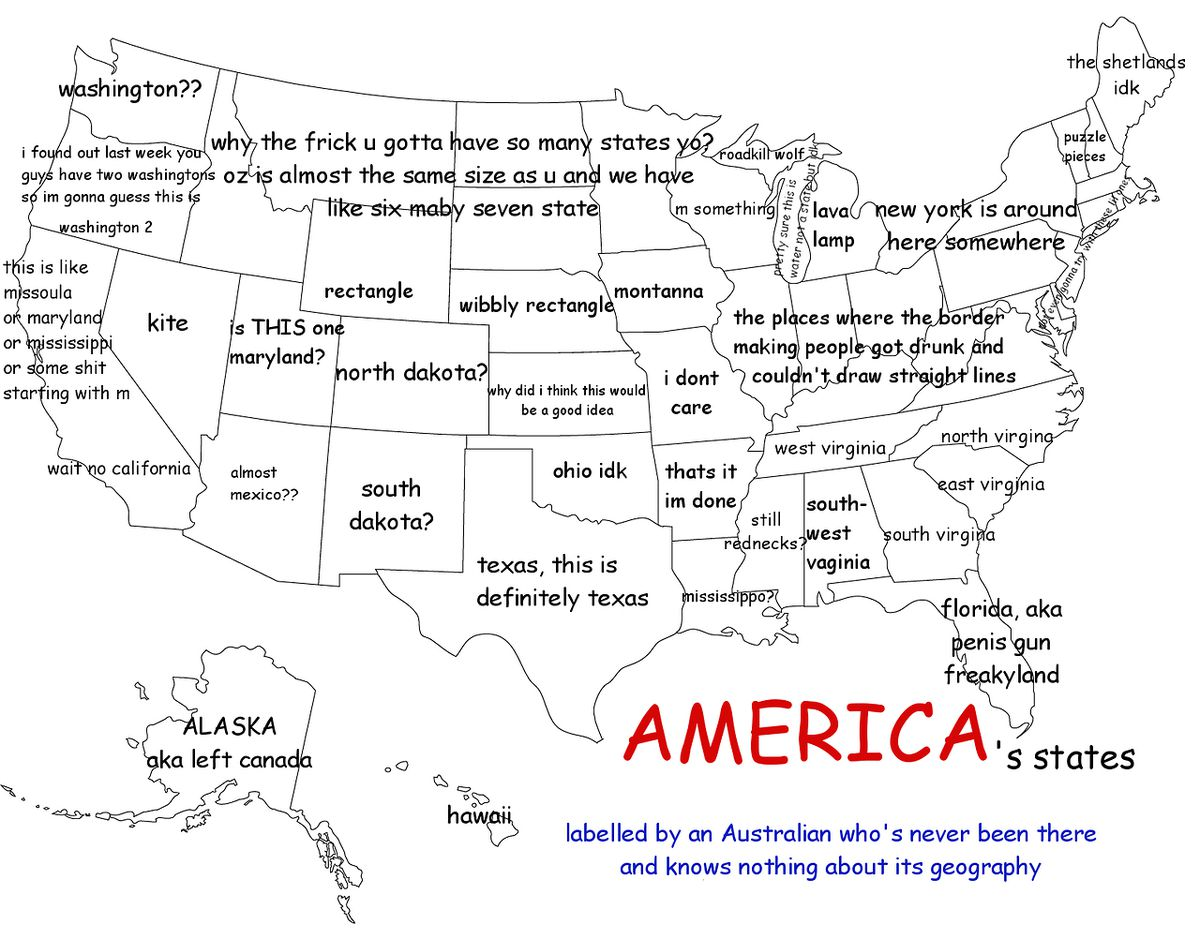 the shetlands
idk
washington??
puzzle
pieces
i found out last week you
guys have two washingtons
so im gonna guess this is
washington 2
why the frick u gotta have so many states yo?
oz is almost the same size as u and we have
like six maby seven state
roadkill wolf
pretty sure this is
water not a state but idk
m something
lava
lamp
new york is around
here somewhere
gonna try with these lil ones
this is like
missoula
or maryland
or mississippi
or some shit
starting with m
wait no california
kite
is THIS one
maryland?
rectangle
wibbly rectangle
montanna
north dakota?
why did i think this would
be a good idea
i dont
care
the places where the border
making people got drunk and
couldn't draw straight lines
almost
mexico??
south
dakota?
ohio idk
thats it
im done
west virginia
north virgina
east virginia
south virgina
still
rednecks?
south-
west
vaginia
texas, this is
definitely texas
mississippo?
florida, aka
penis gun
freakyland
ALASKA
aka left canada
hawaii
AMERICA's states
labelled by an Australian who's never been there
and knows nothing about its geography